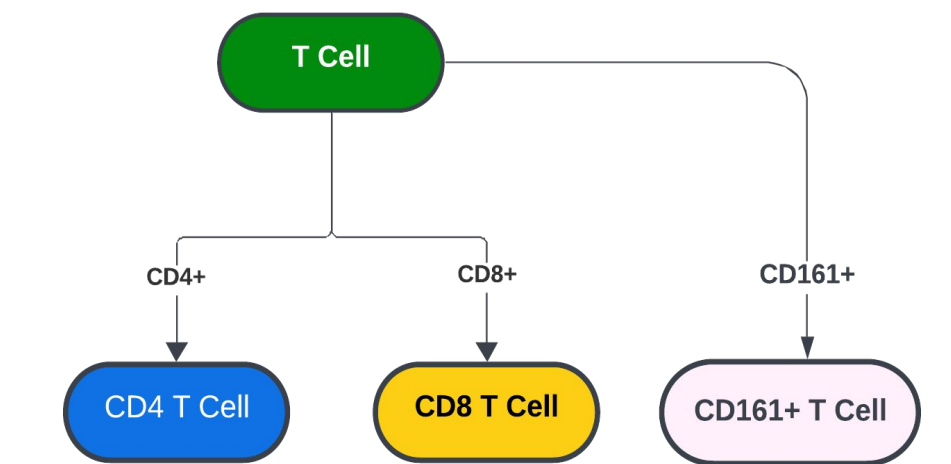 T Cell
CD4+
CD8+
CD161+
CD4 T Cell
CD8 T Cell
CD161+ T Cell